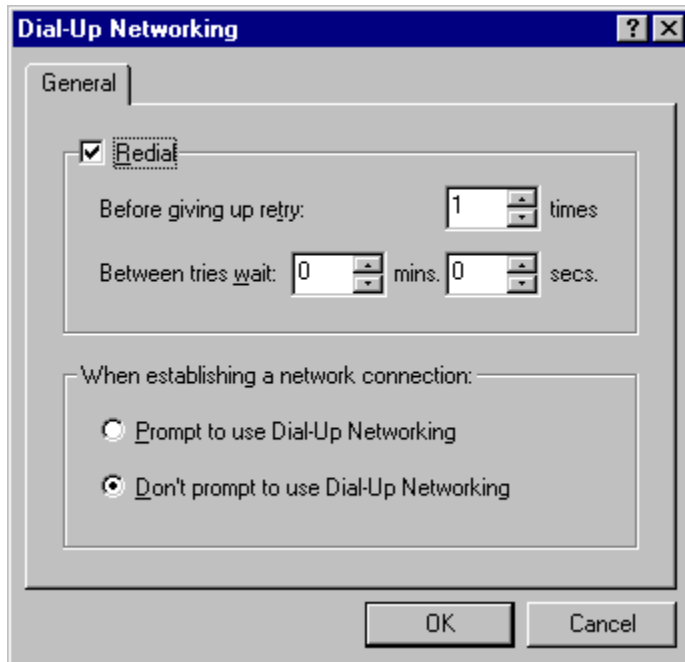 Dial-Up Networking
General
Redial
Before giving up retry: 1 times
Between tries wait: 0 mins. 0 secs.
When establishing a network connection:
Prompt to use Dial-Up Networking
Don't prompt to use Dial-Up Networking
OK Cancel